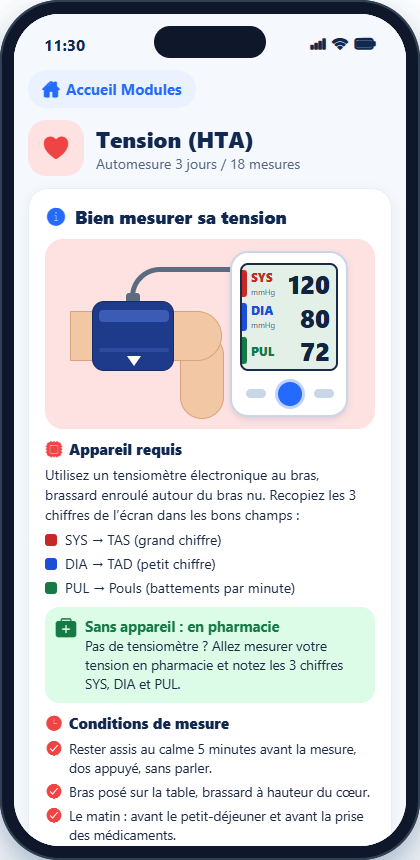 11:30
Accueil Modules
Tension (HTA)
Automesure 3 jours / 18 mesures
Bien mesurer sa tension
SYS
mmHg
120
DIA
mmHg
80
PUL
72
Appareil requis
Utilisez un tensiomètre électronique au bras,
brassard enroulé autour du bras nu. Recopiez les 3
chiffres de l'écran dans les bons champs :
SYS → TAS (grand chiffre)
DIA → TAD (petit chiffre)
PUL → Pouls (battements par minute)
Sans appareil : en pharmacie
Pas de tensiomètre ? Allez mesurer votre
tension en pharmacie et notez les 3 chiffres
SYS, DIA et PUL.
Conditions de mesure
Rester assis au calme 5 minutes avant la mesure,
dos appuyé, sans parler.
Bras posé sur la table, brassard à hauteur du cœur.
Le matin : avant le petit-déjeuner et avant la prise
des médicaments.